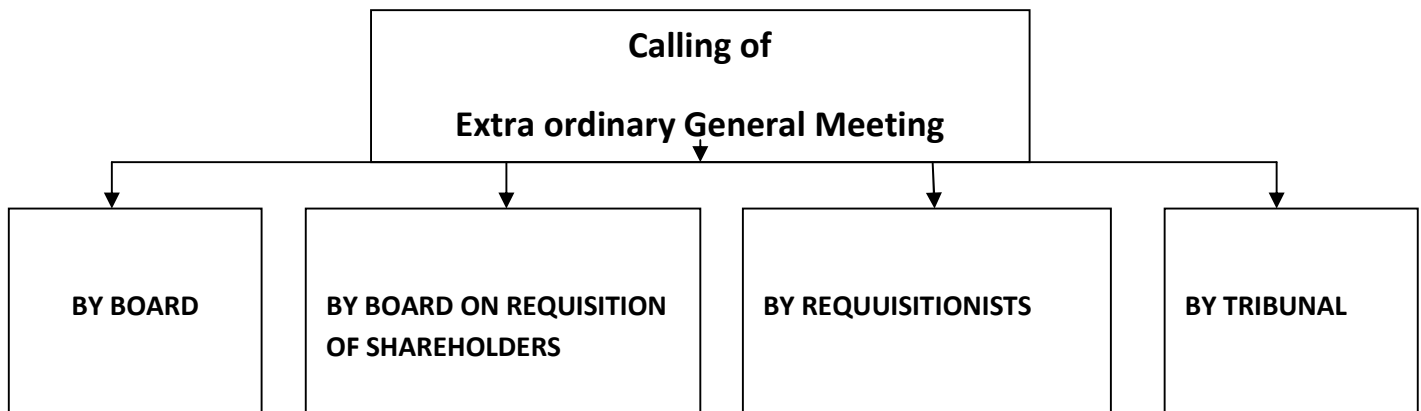 Calling of
Extra ordinary General Meeting
BY BOARD
BY BOARD ON REQUISITION
OF SHAREHOLDERS
BY REQUUISITIONISTS
BY TRIBUNAL